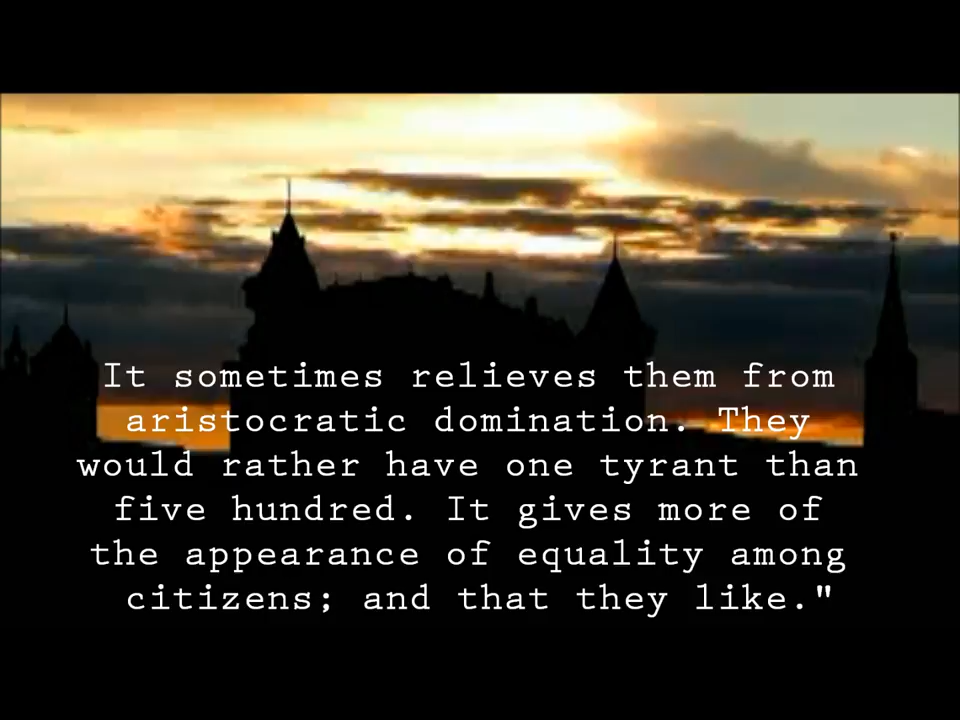 It sometimes relieves them from
aristocratic domination. They
would rather have one tyrant than
five hundred. It gives more of
the appearance of equality among
citizens; and that they like."